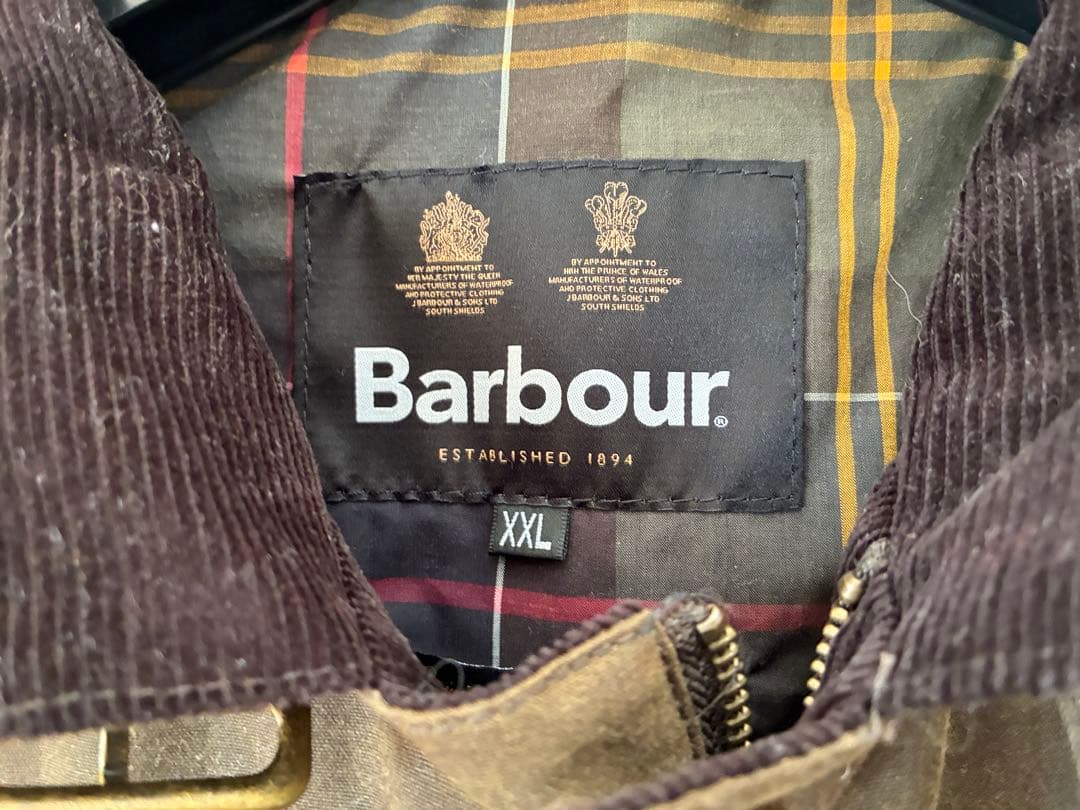 BY APPOINTMENT TO
HER MAJESTY THE QUEEN
MANUFACTURERS OF WATERPROOF
AND PROTECTIVE CLOTHING
J BARBOUR & SONS LTD
SOUTH SHIELDS
BY APPOINTMENT TO
HRH THE PRINCE OF WALES
MANUFACTURERS OF WATERPROOF
AND PROTECTIVE CLOTHING
J BARBOUR & SONS LTD
SOUTH SHIELDS
Barbour®
ESTABLISHED 1894
XXL